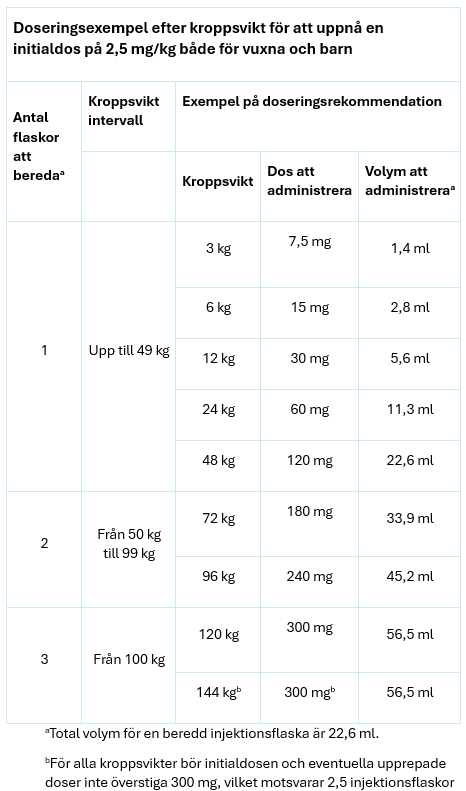 Doseringsexempel efter kroppsvikt för att uppnå en
initialdos på 2,5 mg/kg både för vuxna och barn
Antal
flaskor
att
beredaᵃ
Kroppsvikt
intervall
Exempel på doseringsrekommendation
Kroppsvikt
Dos att
administrera
Volym att
administreraᵃ
1
Upp till 49 kg
3 kg
7,5 mg
1,4 ml
6 kg
15 mg
2,8 ml
12 kg
30 mg
5,6 ml
24 kg
60 mg
11,3 ml
48 kg
120 mg
22,6 ml
2
Från 50 kg
till 99 kg
72 kg
180 mg
33,9 ml
96 kg
240 mg
45,2 ml
3
Från 100 kg
120 kg
300 mg
56,5 ml
144 kgᵇ
300 mgᵇ
56,5 ml
ᵃTotal volym för en beredd injektionsflaska är 22,6 ml.
ᵇFör alla kroppsvikter bör initialdosen och eventuella upprepade
doser inte överstiga 300 mg, vilket motsvarar 2,5 injektionsflaskor